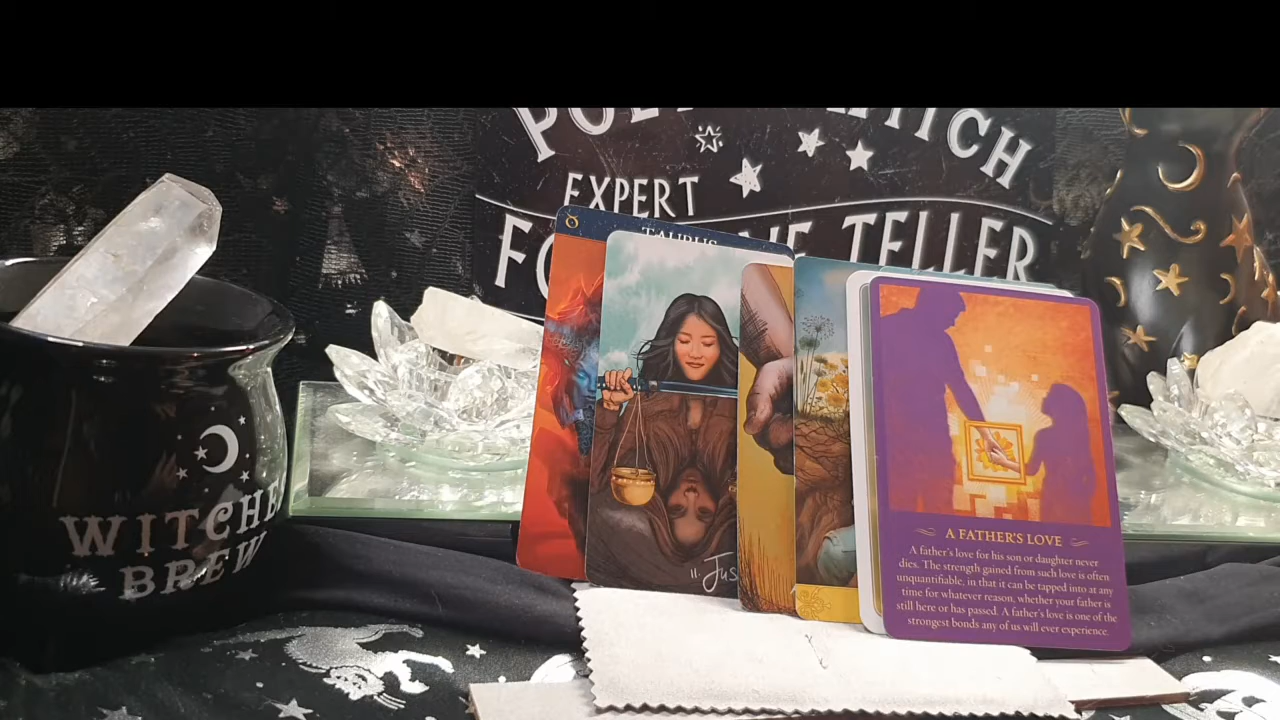 EXPERT
TELLER
TAURUS
WITCHES
BREW
" Jus
A FATHER'S LOVE
A father's love for his son or daughter never
dies. The strength gained from such love is often
unquantifiable, in that it can be tapped into at any
time for whatever reason, whether your father is
still here or has passed. A father's love is one of the
strongest bonds any of us will ever experience.